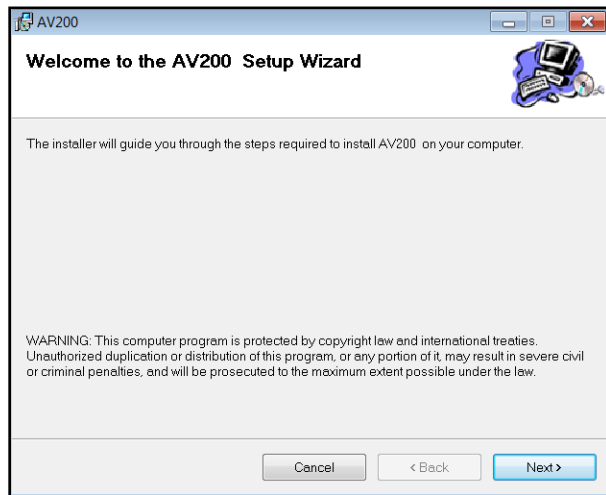 AV200
Welcome to the AV200  Setup Wizard
The installer will guide you through the steps required to install AV200  on your computer.
WARNING: This computer program is protected by copyright law and international treaties.
Unauthorized duplication or distribution of this program, or any portion of it, may result in severe civil
or criminal penalties, and will be prosecuted to the maximum extent possible under the law.
Cancel
< Back
Next >